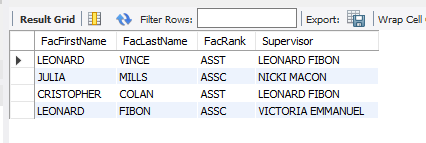 Result Grid Filter Rows: Export: Wrap Cell
FacFirstName FacLastName FacRank Supervisor
LEONARD VINCE ASST LEONARD FIBON
JULIA MILLS ASSC NICKI MACON
CRISTOPHER COLAN ASST LEONARD FIBON
LEONARD FIBON ASSC VICTORIA EMMANUEL